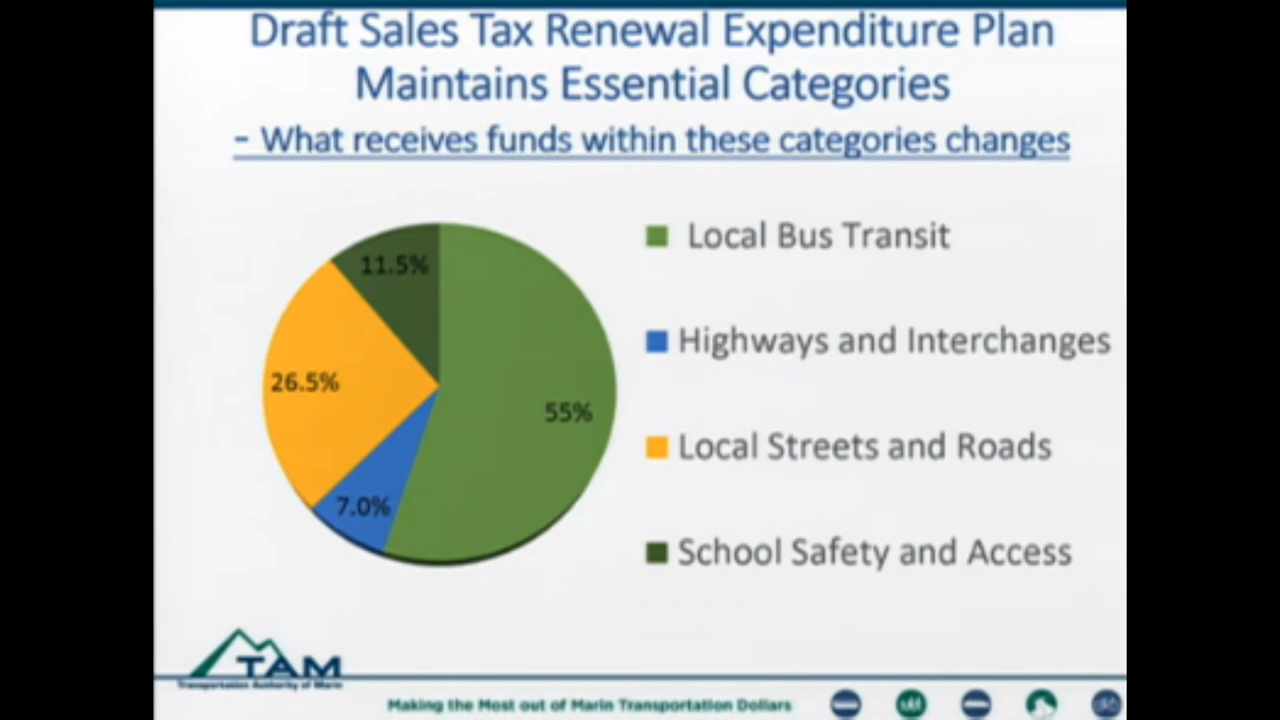 Draft Sales Tax Renewal Expenditure Plan
Maintains Essential Categories
- What receives funds within these categories changes
11.5%
26.5%
55%
7.0%
Local Bus Transit
Highways and Interchanges
Local Streets and Roads
School Safety and Access
TAM
Transportation Authority of Marin
Making the Most out of Marin Transportation Dollars